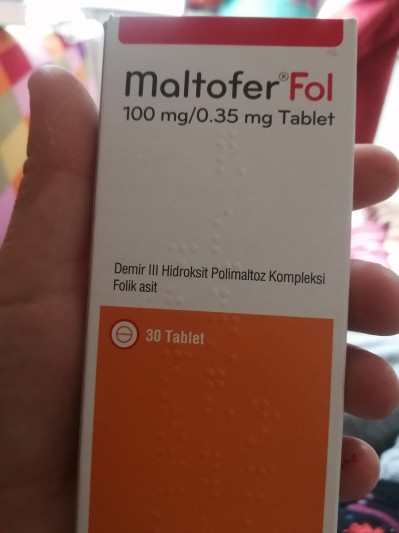 Maltofer® Fol
100 mg/0.35 mg Tablet
Demir III Hidroksit Polimaltoz Kompleksi
Folik asit
30 Tablet